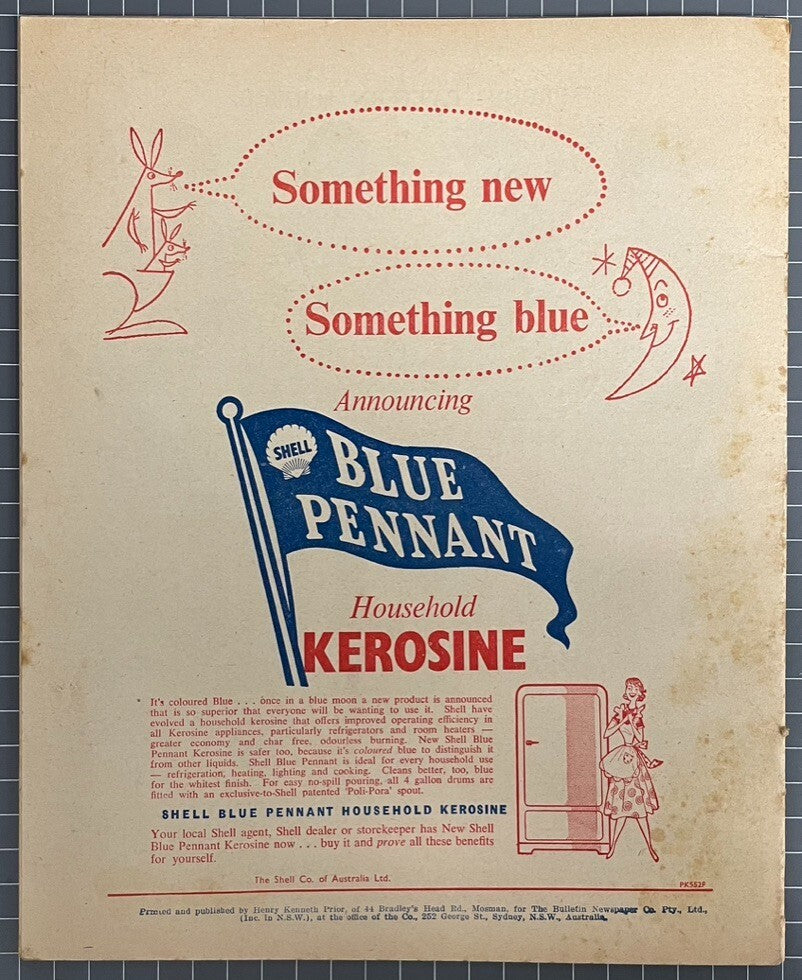 Something new
Something blue
Announcing
SHELL
BLUE
PENNANT
Household
KEROSINE
It's coloured Blue . . . once in a blue moon a new product is announced
that is so superior that everyone will be wanting to use it. Shell have
evolved a household kerosine that offers improved operating efficiency in
all Kerosine appliances, particularly refrigerators and room heaters —
greater economy and char free, odourless burning. New Shell Blue
Pennant Kerosine is safer too, because it's coloured blue to distinguish it
from other liquids. Shell Blue Pennant is ideal for every household use
— refrigeration, heating, lighting and cooking. Cleans better, too, blue
for the whitest finish. For easy no-spill pouring, all 4 gallon drums are
fitted with an exclusive-to-Shell patented 'Poli-Pora' spout.
SHELL BLUE PENNANT HOUSEHOLD KEROSINE
Your local Shell agent, Shell dealer or storekeeper has New Shell
Blue Pennant Kerosine now . . . buy it and prove all these benefits
for yourself.
The Shell Co. of Australia Ltd.
PK582F
Printed and published by Henry Kenneth Prior, of 44 Bradley's Head Rd., Mosman, for The Bulletin Newspaper Co. Pty., Ltd.,
(Inc. in N.S.W.), at the office of the Co., 252 George St., Sydney, N.S.W., Australia.